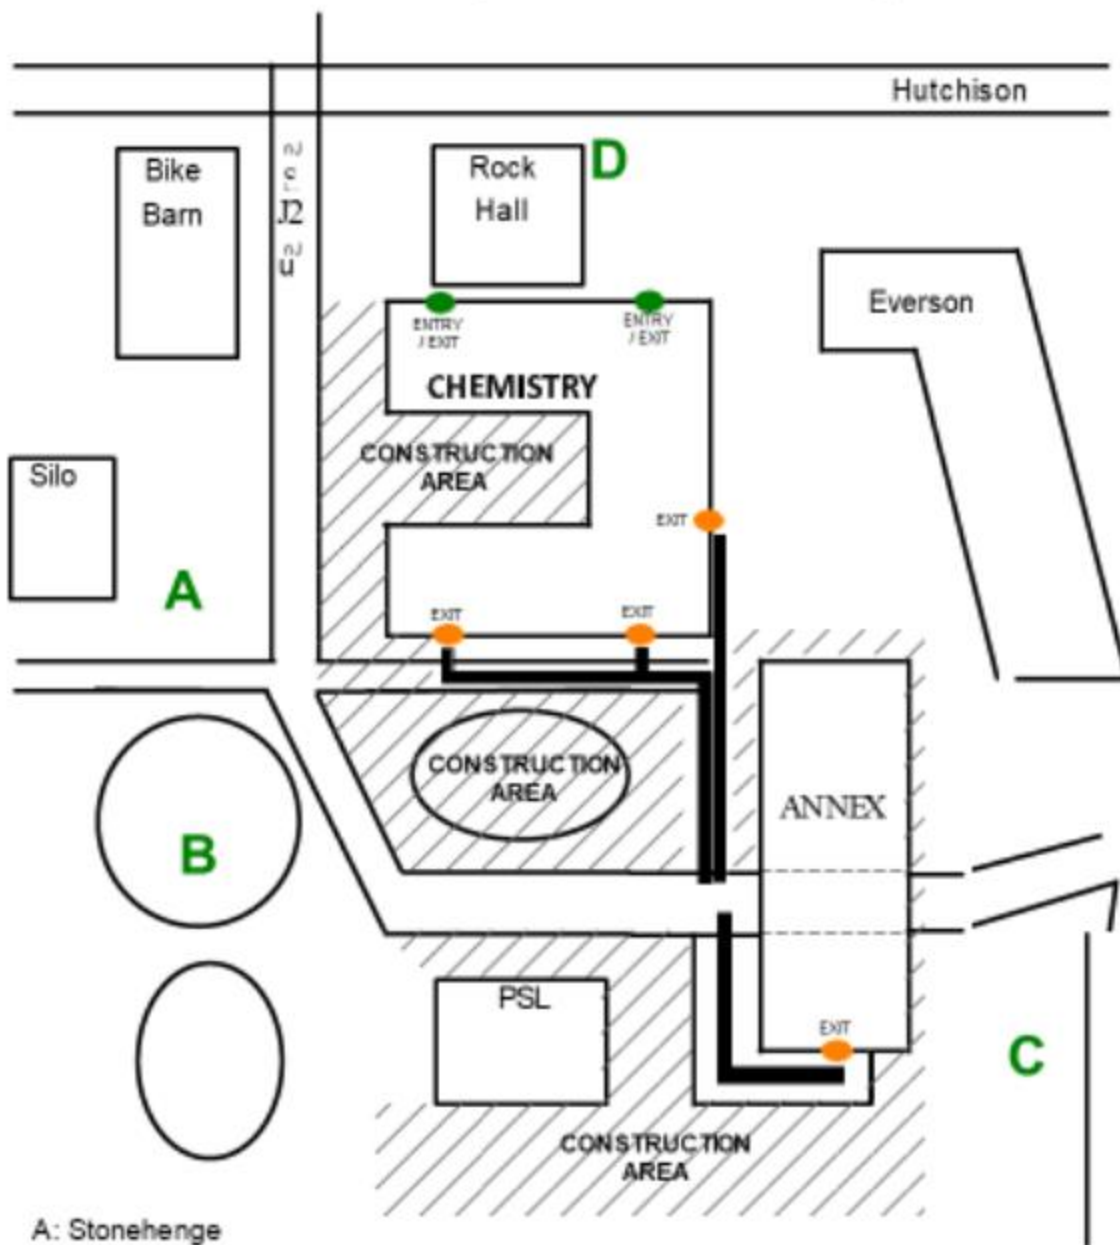 Hutchison
Bike
Barn
Rock
Hall
D
Everson
ENTRY
/ EXIT
ENTRY
/ EXIT
CHEMISTRY
CONSTRUCTION
AREA
Silo
EXIT
A
EXIT
EXIT
CONSTRUCTION
AREA
ANNEX
B
PSL
EXIT
C
CONSTRUCTION
AREA
A: Stonehenge